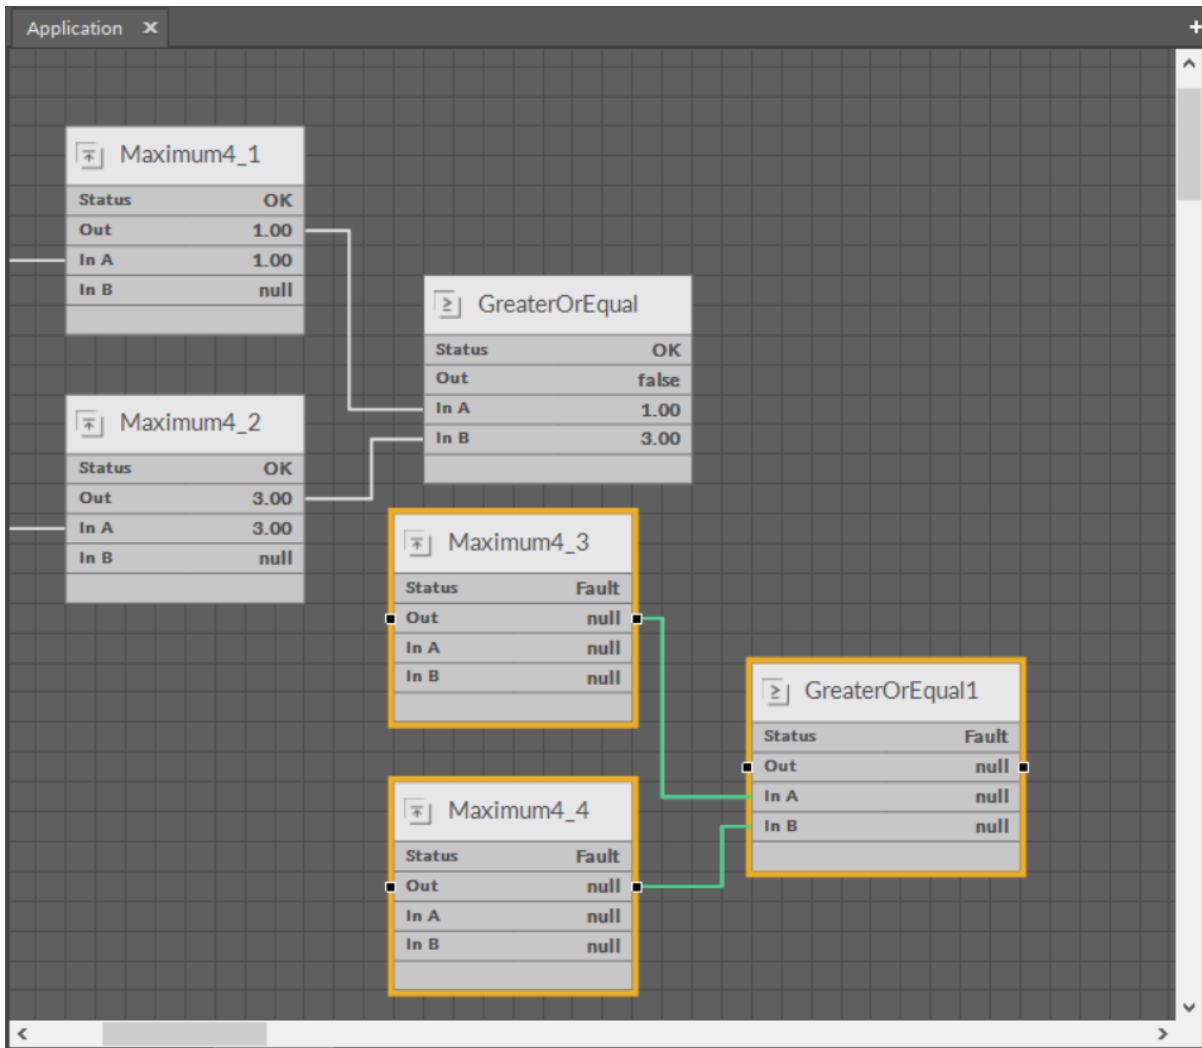 Application
Maximum4_1
Status OK
Out 1.00
In A 1.00
In B null
GreaterOrEqual
Status OK
Out false
In A 1.00
In B 3.00
Maximum4_2
Status OK
Out 3.00
In A 3.00
In B null
Maximum4_3
Status Fault
Out null
In A null
In B null
GreaterOrEqual1
Status Fault
Out null
In A null
In B null
Maximum4_4
Status Fault
Out null
In A null
In B null